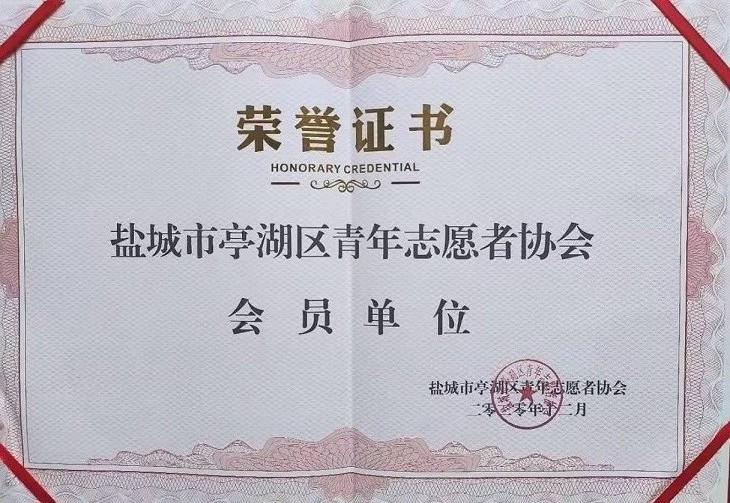 荣誉证书
HONORARY CREDENTIAL
盐城市亭湖区青年志愿者协会
会员单位
盐城市亭湖区青年志愿者协会
二零二零年十二月